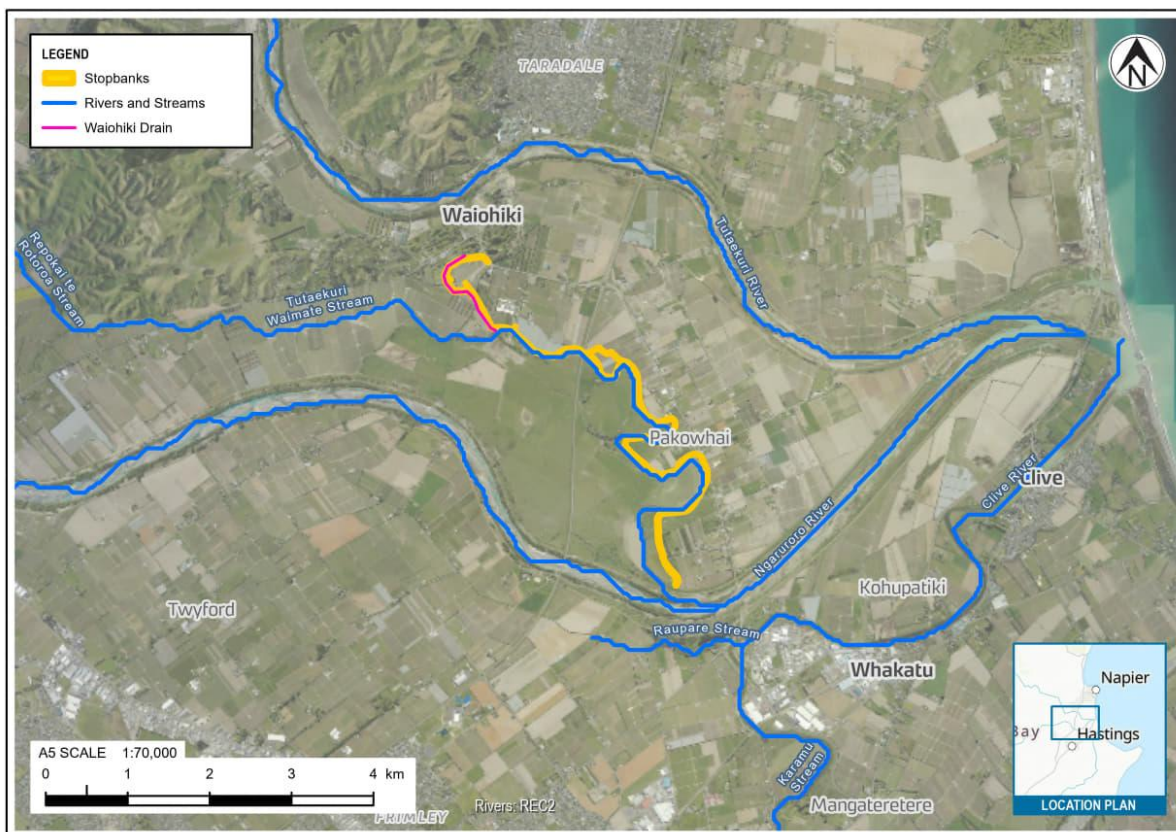 LEGEND
Stopbanks
Rivers and Streams
Waiohiki Drain
TARADALE
N
Waiohiki
Repokai te
Rotoroa Stream
Tutaekuri
Waimate Stream
Tutaekuri River
Pakowhai
Clive
Clive River
Ngaruroro River
Twyford
Kohupatiki
Raupare Stream
Whakatu
Karamu
Stream
Mangateretere
FRIMLEY
Rivers: REC2
A5 SCALE 1:70,000
0 1 2 3 4 km
Napier
Bay
Hastings
LOCATION PLAN